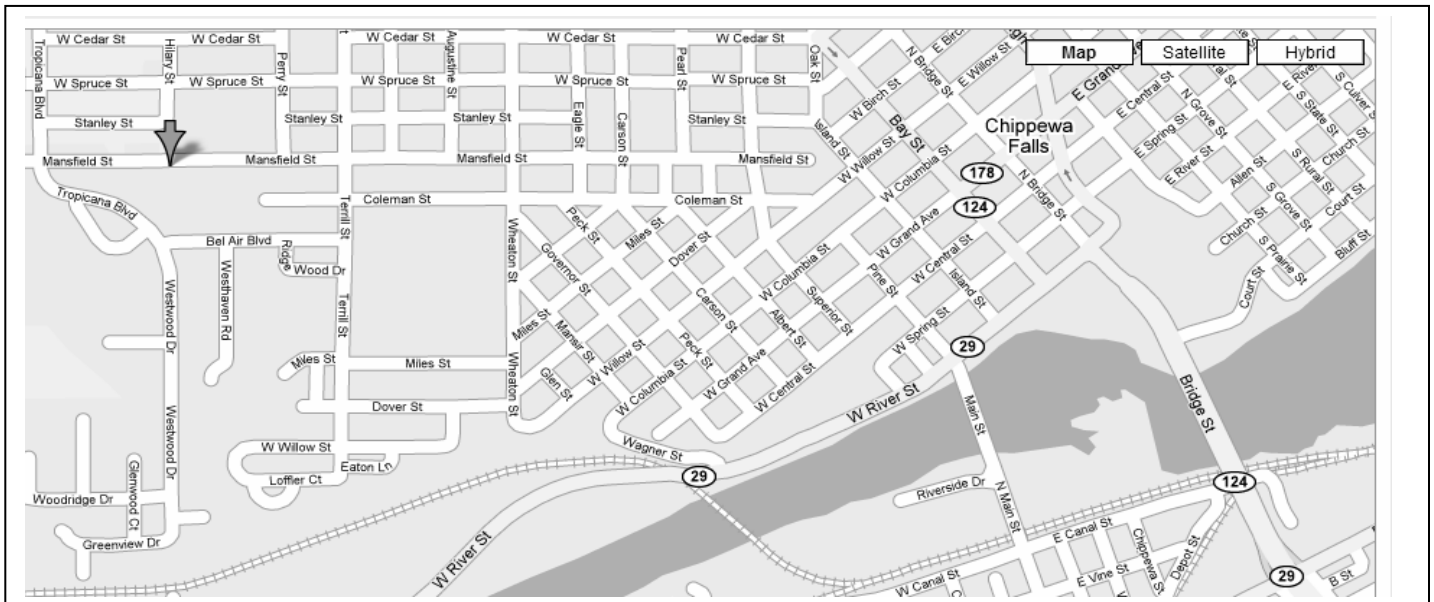 W Cedar St
W Cedar St
W Cedar St
W Cedar St
W Cedar St
Tropicana Blvd
Hilary St
Perry St
t
Augustine St
Pearl St
Oak St
E Birch
N Bridge St
E Willow St
Map
Satellite
Hybrid
W Spruce St
W Spruce St
W Spruce St
W Spruce St
W Birch St
E Grand
E Central St
N Grove St
S State St
S Culver
River
Stanley St
Stanley St
Stanley St
Stanley St
Eagle St
Carson St
Island St
Bay St
Chippewa
Falls
E Spring St
E River St
Church St
Mansfield St
Mansfield St
Mansfield St
Mansfield St
W Willow St
W Columbia St
178
N Bridge St
Allen St
S Rural St
Court St
Tropicana Blvd
Terrill St
Coleman St
Coleman St
124
S Grove St
Church St
Bluff St
Peck St
Miles St
Dover St
W Grand Ave
W Central St
S Prairie St
Bel Air Blvd
Ridge
Wood Dr
Westhaven Rd
Wheaton St
Governor St
W Columbia St
Pine St
Island St
Court St
Westwood Dr
Terrill St
Miles St
Mansir St
Carson St
Albert St
Superior St
W Spring St
29
Miles St
Miles St
Wheaton St
Glen St
W Willow St
Peck St
W Grand Ave
W Columbia St
W Central St
W River St
Main St
Bridge St
Dover St
Westwood Dr
W Willow St
Eaton Ln
Loffler Ct
Wagner St
29
Glenwood Ct
Woodridge Dr
Greenview Dr
W River St
Riverside Dr
N Main St
124
E Canal St
W Canal St
E Vine St
Chippewa St
Depot St
29
B St